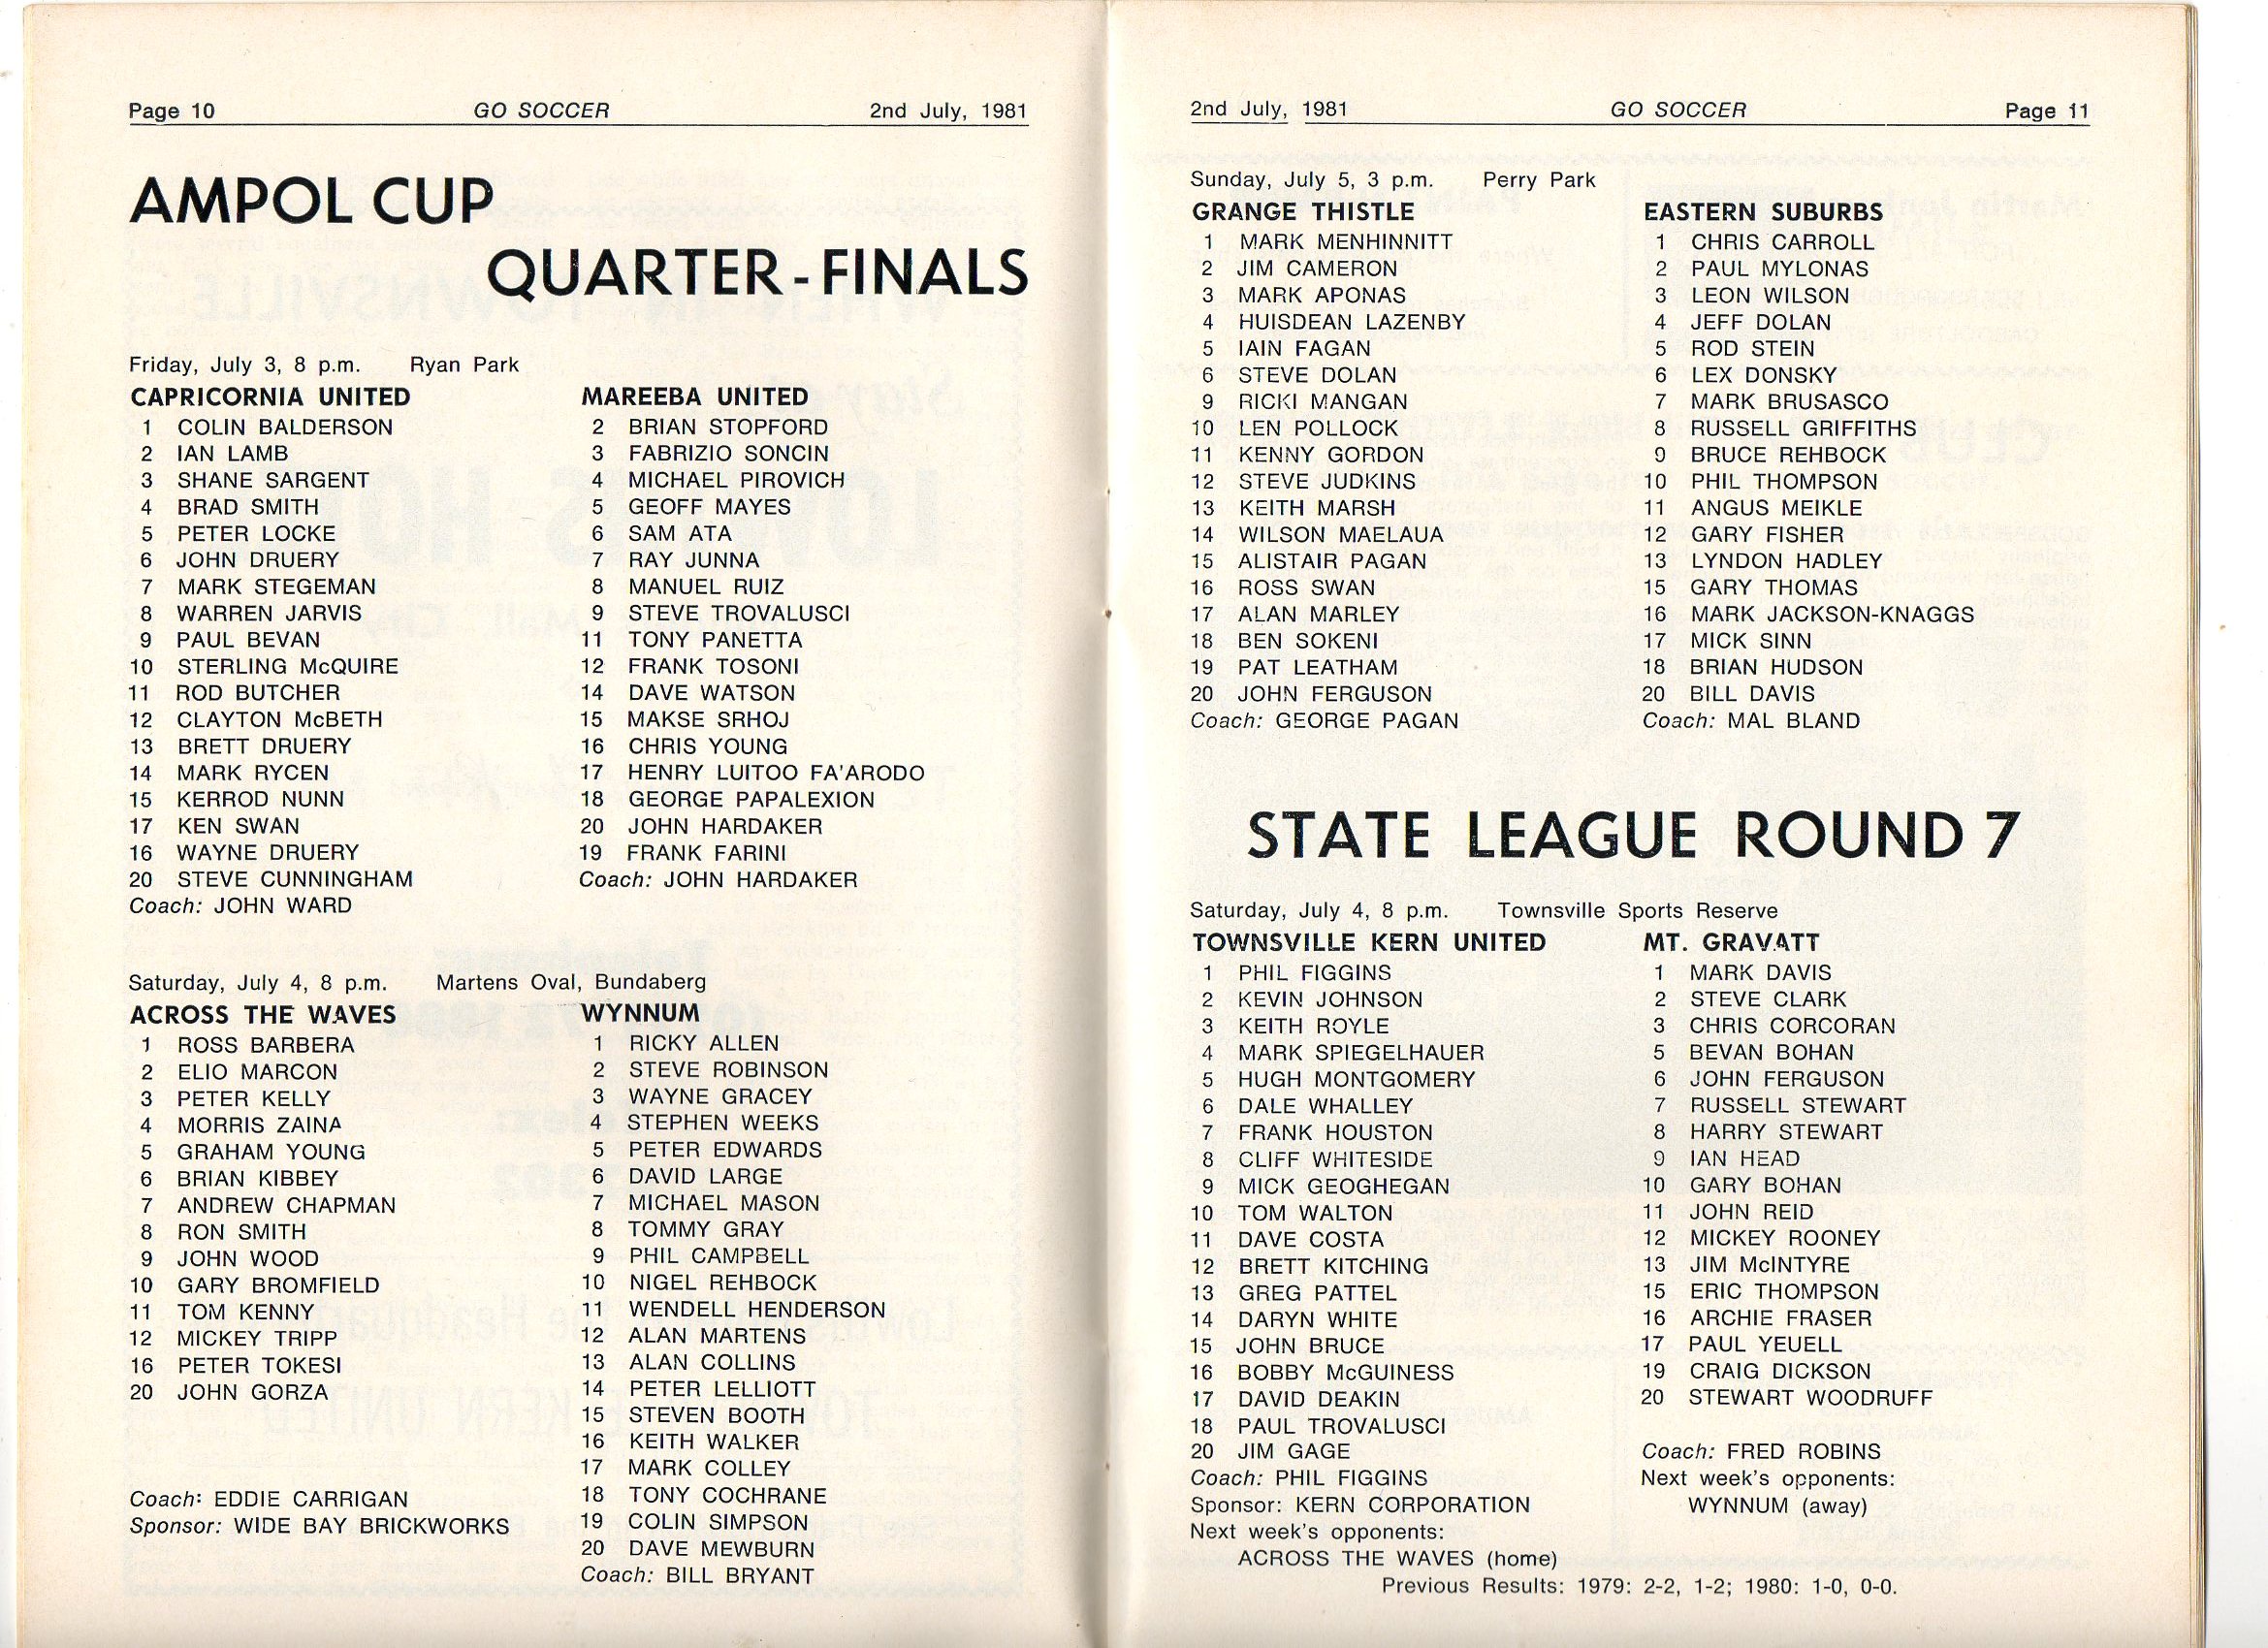 Page 10 GO SOCCER 2nd July, 1981
AMPOL CUP
QUARTER-FINALS
Friday, July 3, 8 p.m. Ryan Park
CAPRICORNIA UNITED
1 COLIN BALDERSON
2 IAN LAMB
3 SHANE SARGENT
4 BRAD SMITH
5 PETER LOCKE
6 JOHN DRUERY
7 MARK STEGEMAN
8 WARREN JARVIS
9 PAUL BEVAN
10 STERLING McQUIRE
11 ROD BUTCHER
12 CLAYTON McBETH
13 BRETT DRUERY
14 MARK RYCEN
15 KERROD NUNN
17 KEN SWAN
16 WAYNE DRUERY
20 STEVE CUNNINGHAM
Coach: JOHN WARD
MAREEBA UNITED
2 BRIAN STOPFORD
3 FABRIZIO SONCIN
4 MICHAEL PIROVICH
5 GEOFF MAYES
6 SAM ATA
7 RAY JUNNA
8 MANUEL RUIZ
9 STEVE TROVALUSCI
11 TONY PANETTA
12 FRANK TOSONI
14 DAVE WATSON
15 MAKSE SRHOJ
16 CHRIS YOUNG
17 HENRY LUITOO FA'ARODO
18 GEORGE PAPALEXION
20 JOHN HARDAKER
19 FRANK FARINI
Coach: JOHN HARDAKER
Saturday, July 4, 8 p.m. Martens Oval, Bundaberg
ACROSS THE WAVES
1 ROSS BARBERA
2 ELIO MARCON
3 PETER KELLY
4 MORRIS ZAINA
5 GRAHAM YOUNG
6 BRIAN KIBBEY
7 ANDREW CHAPMAN
8 RON SMITH
9 JOHN WOOD
10 GARY BROMFIELD
11 TOM KENNY
12 MICKEY TRIPP
16 PETER TOKESI
20 JOHN GORZA
Coach: EDDIE CARRIGAN
Sponsor: WIDE BAY BRICKWORKS
WYNNUM
1 RICKY ALLEN
2 STEVE ROBINSON
3 WAYNE GRACEY
4 STEPHEN WEEKS
5 PETER EDWARDS
6 DAVID LARGE
7 MICHAEL MASON
8 TOMMY GRAY
9 PHIL CAMPBELL
10 NIGEL REHBOCK
11 WENDELL HENDERSON
12 ALAN MARTENS
13 ALAN COLLINS
14 PETER LELLIOTT
15 STEVEN BOOTH
16 KEITH WALKER
17 MARK COLLEY
18 TONY COCHRANE
19 COLIN SIMPSON
20 DAVE MEWBURN
Coach: BILL BRYANT
2nd July, 1981 GO SOCCER Page 11
Sunday, July 5, 3 p.m. Perry Park
GRANGE THISTLE
1 MARK MENHINNITT
2 JIM CAMERON
3 MARK APONAS
4 HUISDEAN LAZENBY
5 IAIN FAGAN
6 STEVE DOLAN
9 RICKI MANGAN
10 LEN POLLOCK
11 KENNY GORDON
12 STEVE JUDKINS
13 KEITH MARSH
14 WILSON MAELAUA
15 ALISTAIR PAGAN
16 ROSS SWAN
17 ALAN MARLEY
18 BEN SOKENI
19 PAT LEATHAM
20 JOHN FERGUSON
Coach: GEORGE PAGAN
EASTERN SUBURBS
1 CHRIS CARROLL
2 PAUL MYLONAS
3 LEON WILSON
4 JEFF DOLAN
5 ROD STEIN
6 LEX DONSKY
7 MARK BRUSASCO
8 RUSSELL GRIFFITHS
9 BRUCE REHBOCK
10 PHIL THOMPSON
11 ANGUS MEIKLE
12 GARY FISHER
13 LYNDON HADLEY
15 GARY THOMAS
16 MARK JACKSON-KNAGGS
17 MICK SINN
18 BRIAN HUDSON
20 BILL DAVIS
Coach: MAL BLAND
STATE LEAGUE ROUND 7
Saturday, July 4, 8 p.m. Townsville Sports Reserve
TOWNSVILLE KERN UNITED
1 PHIL FIGGINS
2 KEVIN JOHNSON
3 KEITH ROYLE
4 MARK SPIEGELHAUER
5 HUGH MONTGOMERY
6 DALE WHALLEY
7 FRANK HOUSTON
8 CLIFF WHITESIDE
9 MICK GEOGHEGAN
10 TOM WALTON
11 DAVE COSTA
12 BRETT KITCHING
13 GREG PATTEL
14 DARYN WHITE
15 JOHN BRUCE
16 BOBBY McGUINESS
17 DAVID DEAKIN
18 PAUL TROVALUSCI
20 JIM GAGE
Coach: PHIL FIGGINS
Sponsor: KERN CORPORATION
Next week's opponents:
ACROSS THE WAVES (home)
MT. GRAVATT
1 MARK DAVIS
2 STEVE CLARK
3 CHRIS CORCORAN
5 BEVAN BOHAN
6 JOHN FERGUSON
7 RUSSELL STEWART
8 HARRY STEWART
9 IAN HEAD
10 GARY BOHAN
11 JOHN REID
12 MICKEY ROONEY
13 JIM McINTYRE
15 ERIC THOMPSON
16 ARCHIE FRASER
17 PAUL YEUELL
19 CRAIG DICKSON
20 STEWART WOODRUFF
Coach: FRED ROBINS
Next week's opponents:
WYNNUM (away)
Previous Results: 1979: 2-2, 1-2; 1980: 1-0, 0-0.